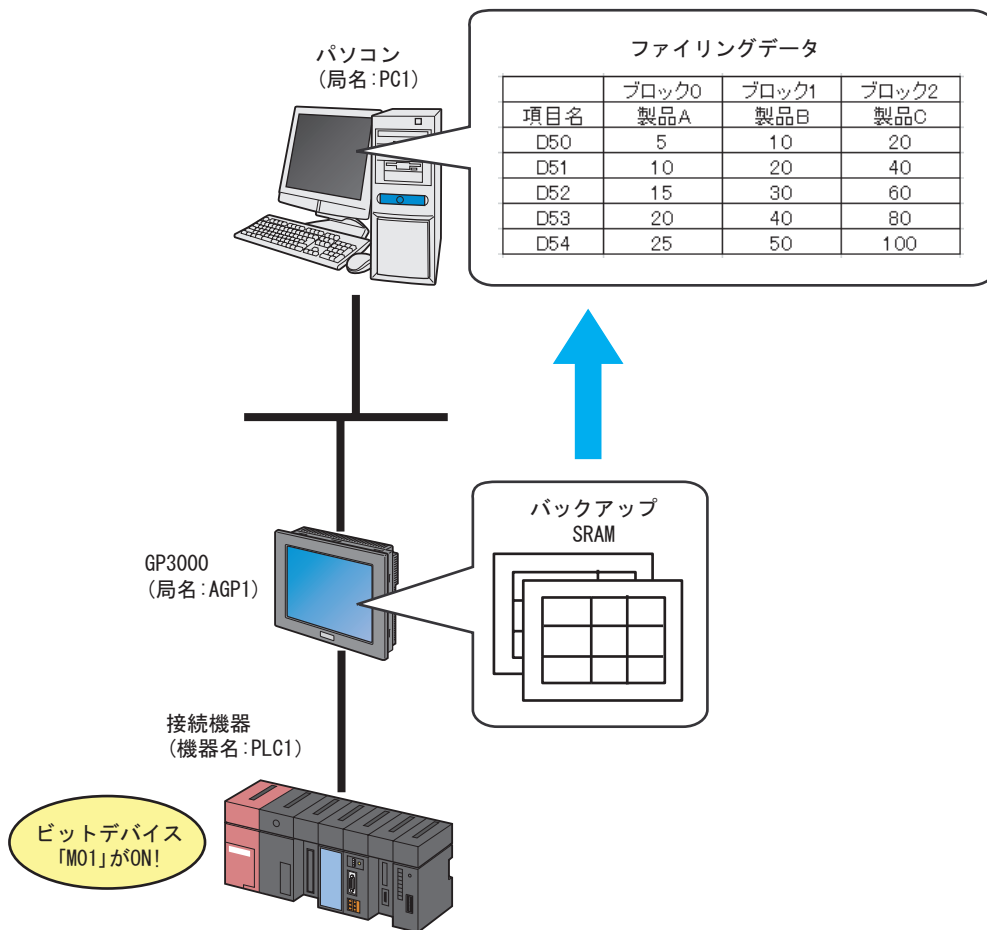 パソコン
(局名:PC1)
ファイリングデータ
ブロック0 ブロック1 ブロック2
項目名 製品A 製品B 製品C
D50 5 10 20
D51 10 20 40
D52 15 30 60
D53 20 40 80
D54 25 50 100
バックアップ
SRAM
GP3000
(局名:AGP1)
接続機器
(機器名:PLC1)
ビットデバイス
「M01」がON!